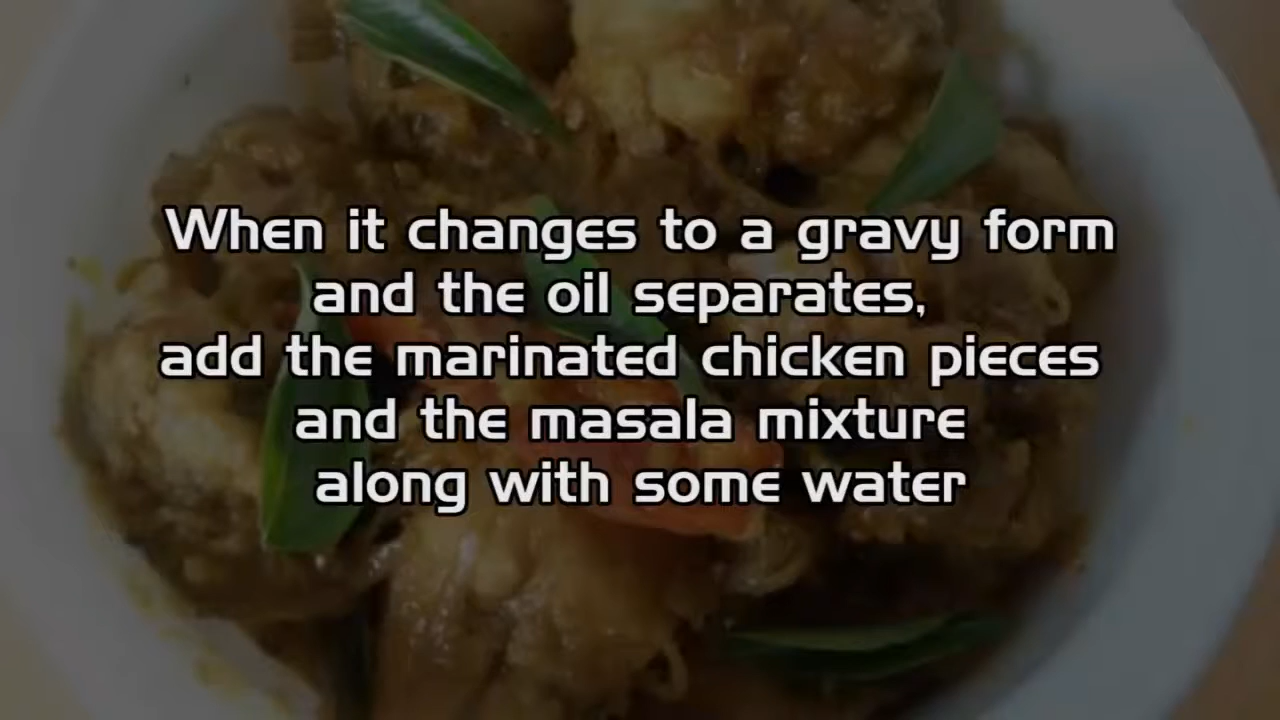 When it changes to a gravy form
and the oil separates,
add the marinated chicken pieces
and the masala mixture
along with some water